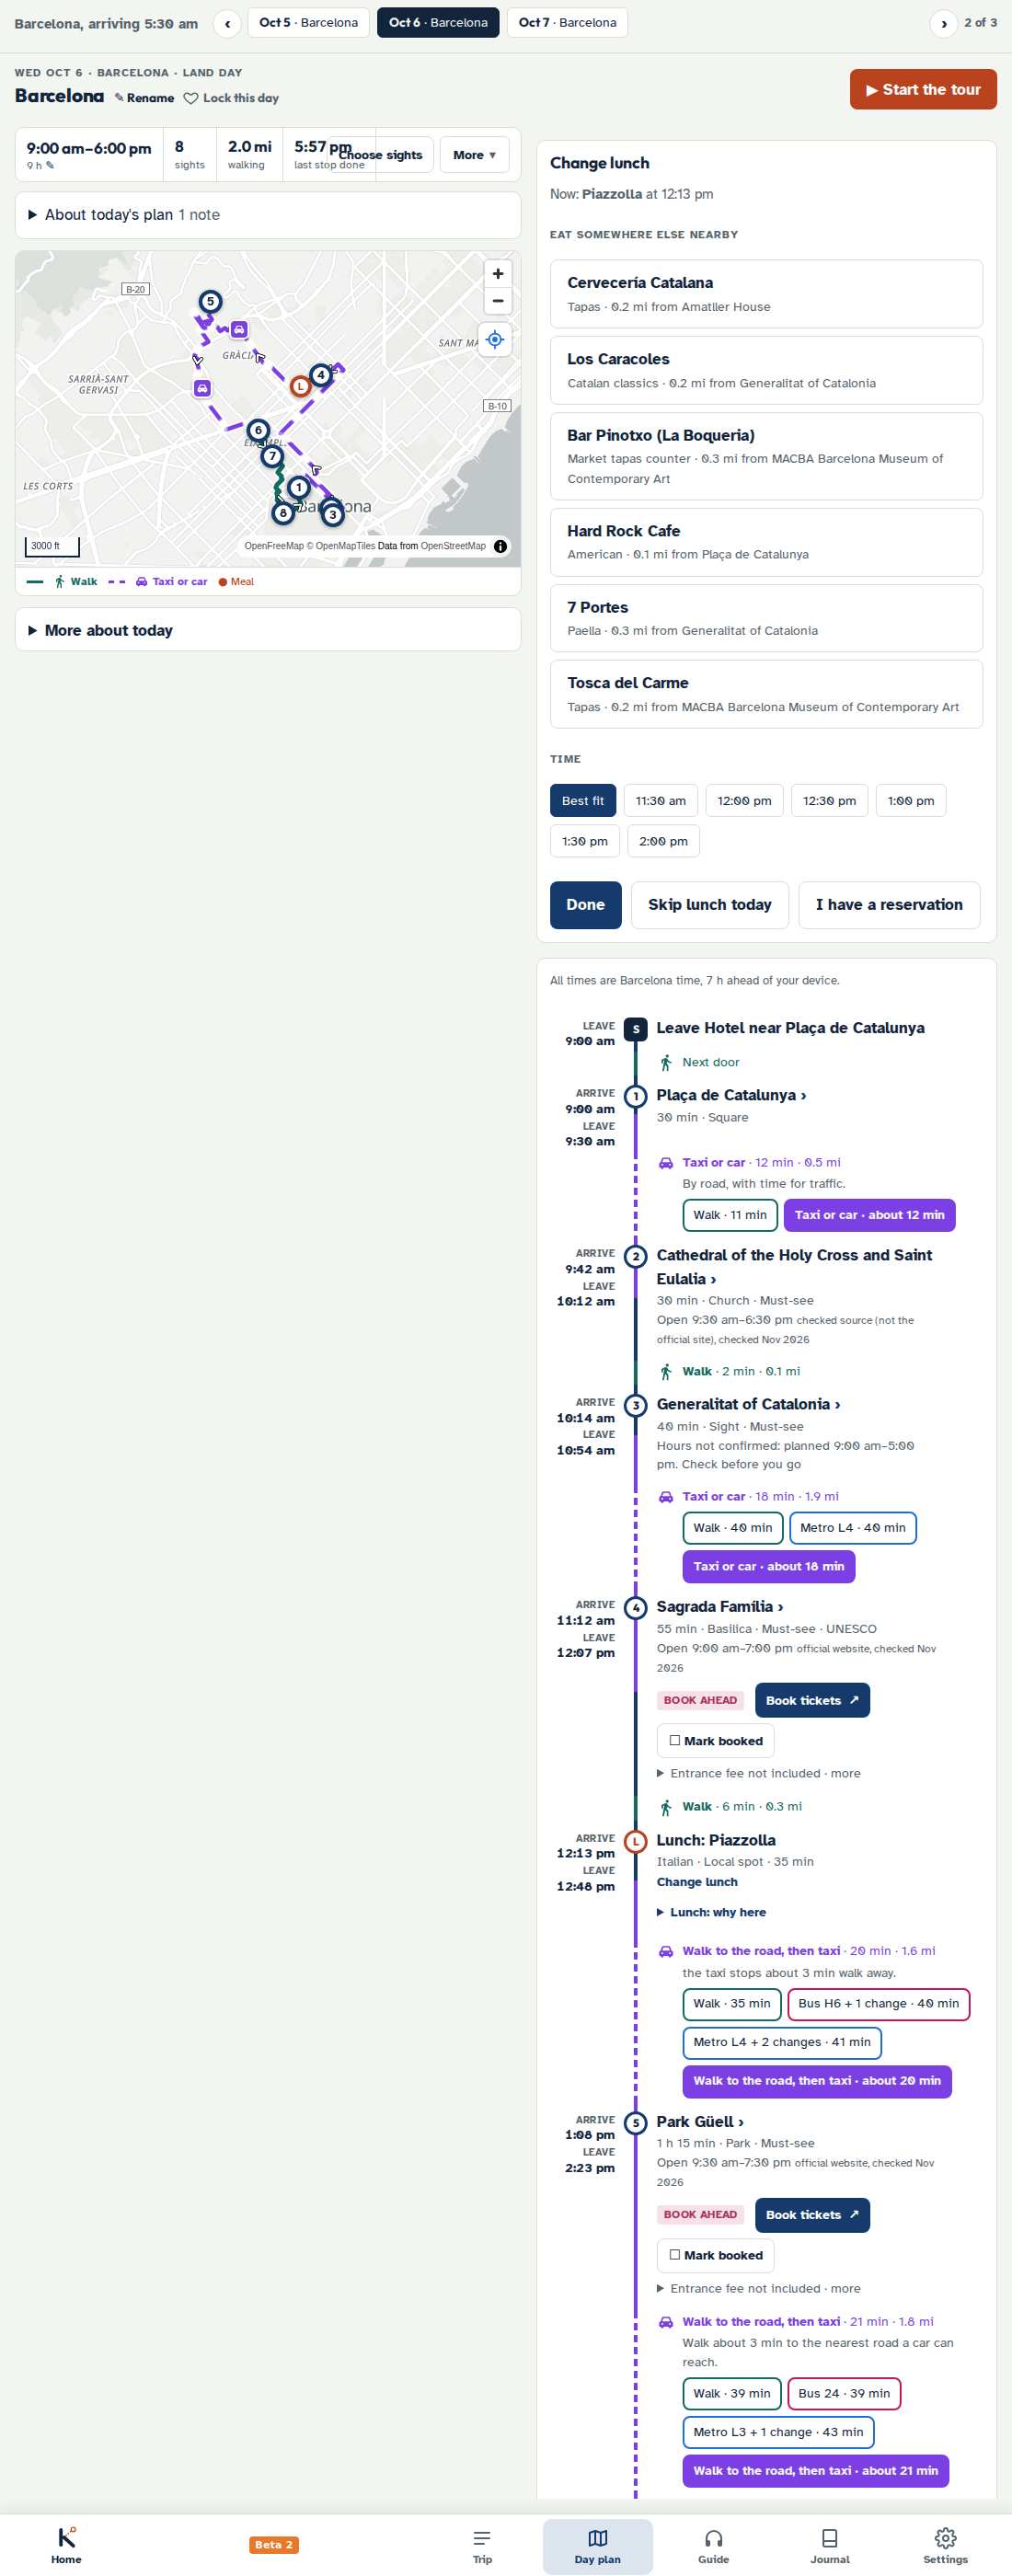 Barcelona, arriving 5:30 am
‹
Oct 5 · Barcelona
Oct 6 · Barcelona
Oct 7 · Barcelona
›
2 of 3
WED OCT 6 · BARCELONA · LAND DAY
Barcelona
✎ Rename
Lock this day
▶ Start the tour
9:00 am–6:00 pm
9 h ✎
8
sights
2.0 mi
walking
5:57 pm
last stop done
Choose sights
More ▾
▶ About today's plan 1 note
B-20
5
GRÀCIA
SANT MA
SARRIÀ-SANT
GERVASI
4
L
B-10
6
7
LES CORTS
1
8
3
3000 ft
OpenFreeMap © OpenMapTiles Data from OpenStreetMap
Walk
Taxi or car
Meal
▶ More about today
Change lunch
Now: Piazzolla at 12:13 pm
EAT SOMEWHERE ELSE NEARBY
Cervecería Catalana
Tapas · 0.2 mi from Amatller House
Los Caracoles
Catalan classics · 0.2 mi from Generalitat of Catalonia
Bar Pinotxo (La Boqueria)
Market tapas counter · 0.3 mi from MACBA Barcelona Museum of
Contemporary Art
Hard Rock Cafe
American · 0.1 mi from Plaça de Catalunya
7 Portes
Paella · 0.3 mi from Generalitat of Catalonia
Tosca del Carme
Tapas · 0.2 mi from MACBA Barcelona Museum of Contemporary Art
TIME
Best fit
11:30 am
12:00 pm
12:30 pm
1:00 pm
1:30 pm
2:00 pm
Done
Skip lunch today
I have a reservation
All times are Barcelona time, 7 h ahead of your device.
LEAVE
9:00 am
S
Leave Hotel near Plaça de Catalunya
Next door
ARRIVE
9:00 am
LEAVE
9:30 am
1
Plaça de Catalunya ›
30 min · Square
Taxi or car · 12 min · 0.5 mi
By road, with time for traffic.
Walk · 11 min
Taxi or car · about 12 min
ARRIVE
9:42 am
LEAVE
10:12 am
2
Cathedral of the Holy Cross and Saint
Eulalia ›
30 min · Church · Must-see
Open 9:30 am–6:30 pm checked source (not the
official site), checked Nov 2026
Walk · 2 min · 0.1 mi
ARRIVE
10:14 am
LEAVE
10:54 am
3
Generalitat of Catalonia ›
40 min · Sight · Must-see
Hours not confirmed: planned 9:00 am–5:00
pm. Check before you go
Taxi or car · 18 min · 1.9 mi
Walk · 40 min
Metro L4 · 40 min
Taxi or car · about 18 min
ARRIVE
11:12 am
LEAVE
12:07 pm
4
Sagrada Família ›
55 min · Basilica · Must-see · UNESCO
Open 9:00 am–7:00 pm official website, checked Nov
2026
BOOK AHEAD
Book tickets ↗
☐ Mark booked
▶ Entrance fee not included · more
Walk · 6 min · 0.3 mi
ARRIVE
12:13 pm
LEAVE
12:48 pm
L
Lunch: Piazzolla
Italian · Local spot · 35 min
Change lunch
▶ Lunch: why here
Walk to the road, then taxi · 20 min · 1.6 mi
the taxi stops about 3 min walk away.
Walk · 35 min
Bus H6 + 1 change · 40 min
Metro L4 + 2 changes · 41 min
Walk to the road, then taxi · about 20 min
ARRIVE
1:08 pm
LEAVE
2:23 pm
5
Park Güell ›
1 h 15 min · Park · Must-see
Open 9:30 am–7:30 pm official website, checked Nov
2026
BOOK AHEAD
Book tickets ↗
☐ Mark booked
▶ Entrance fee not included · more
Walk to the road, then taxi · 21 min · 1.8 mi
Walk about 3 min to the nearest road a car can
reach.
Walk · 39 min
Bus 24 · 39 min
Metro L3 + 1 change · 43 min
Walk to the road, then taxi · about 21 min
Home
Beta 2
Trip
Day plan
Guide
Journal
Settings